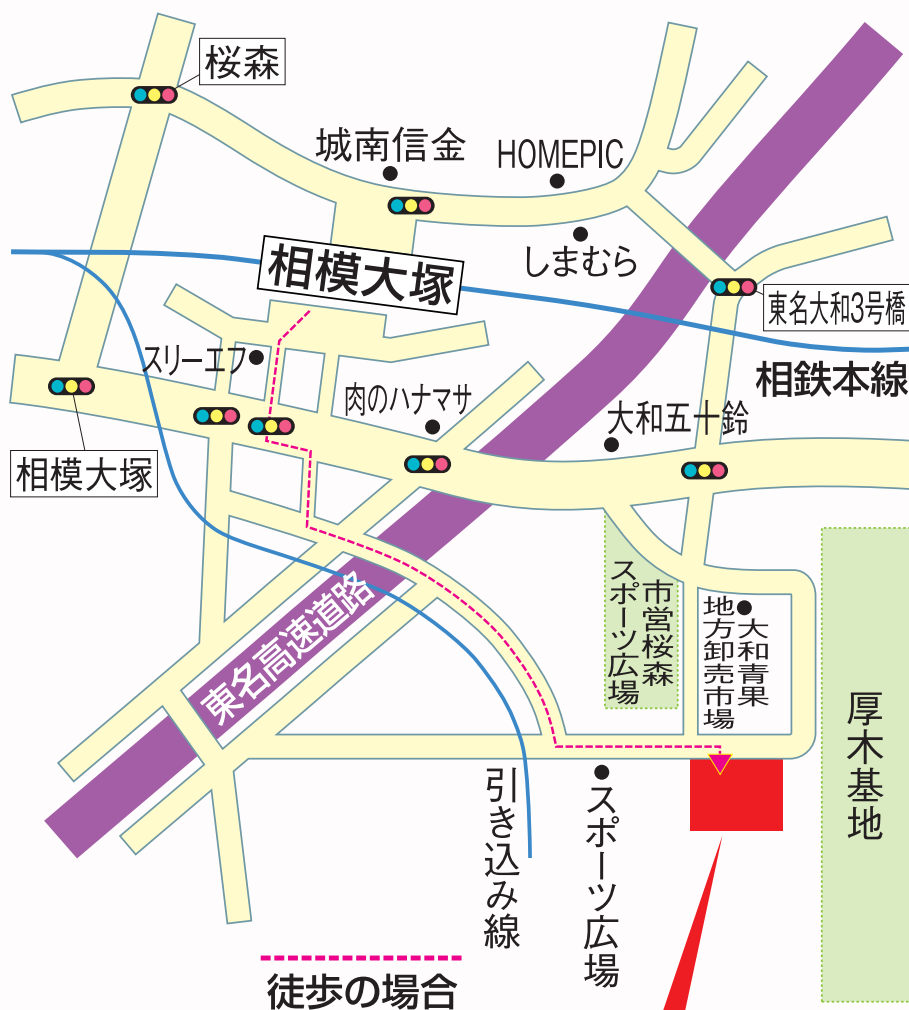 桜森
城南信金
HOMEPIC
しまむら
相模大塚
東名大和3号橋
相鉄本線
スリーエフ
肉のハナマサ
大和五十鈴
相模大塚
東名高速道路
市営桜森
スポーツ広場
大和青果
地方卸売市場
厚木基地
引き込み線
スポーツ広場
徒歩の場合